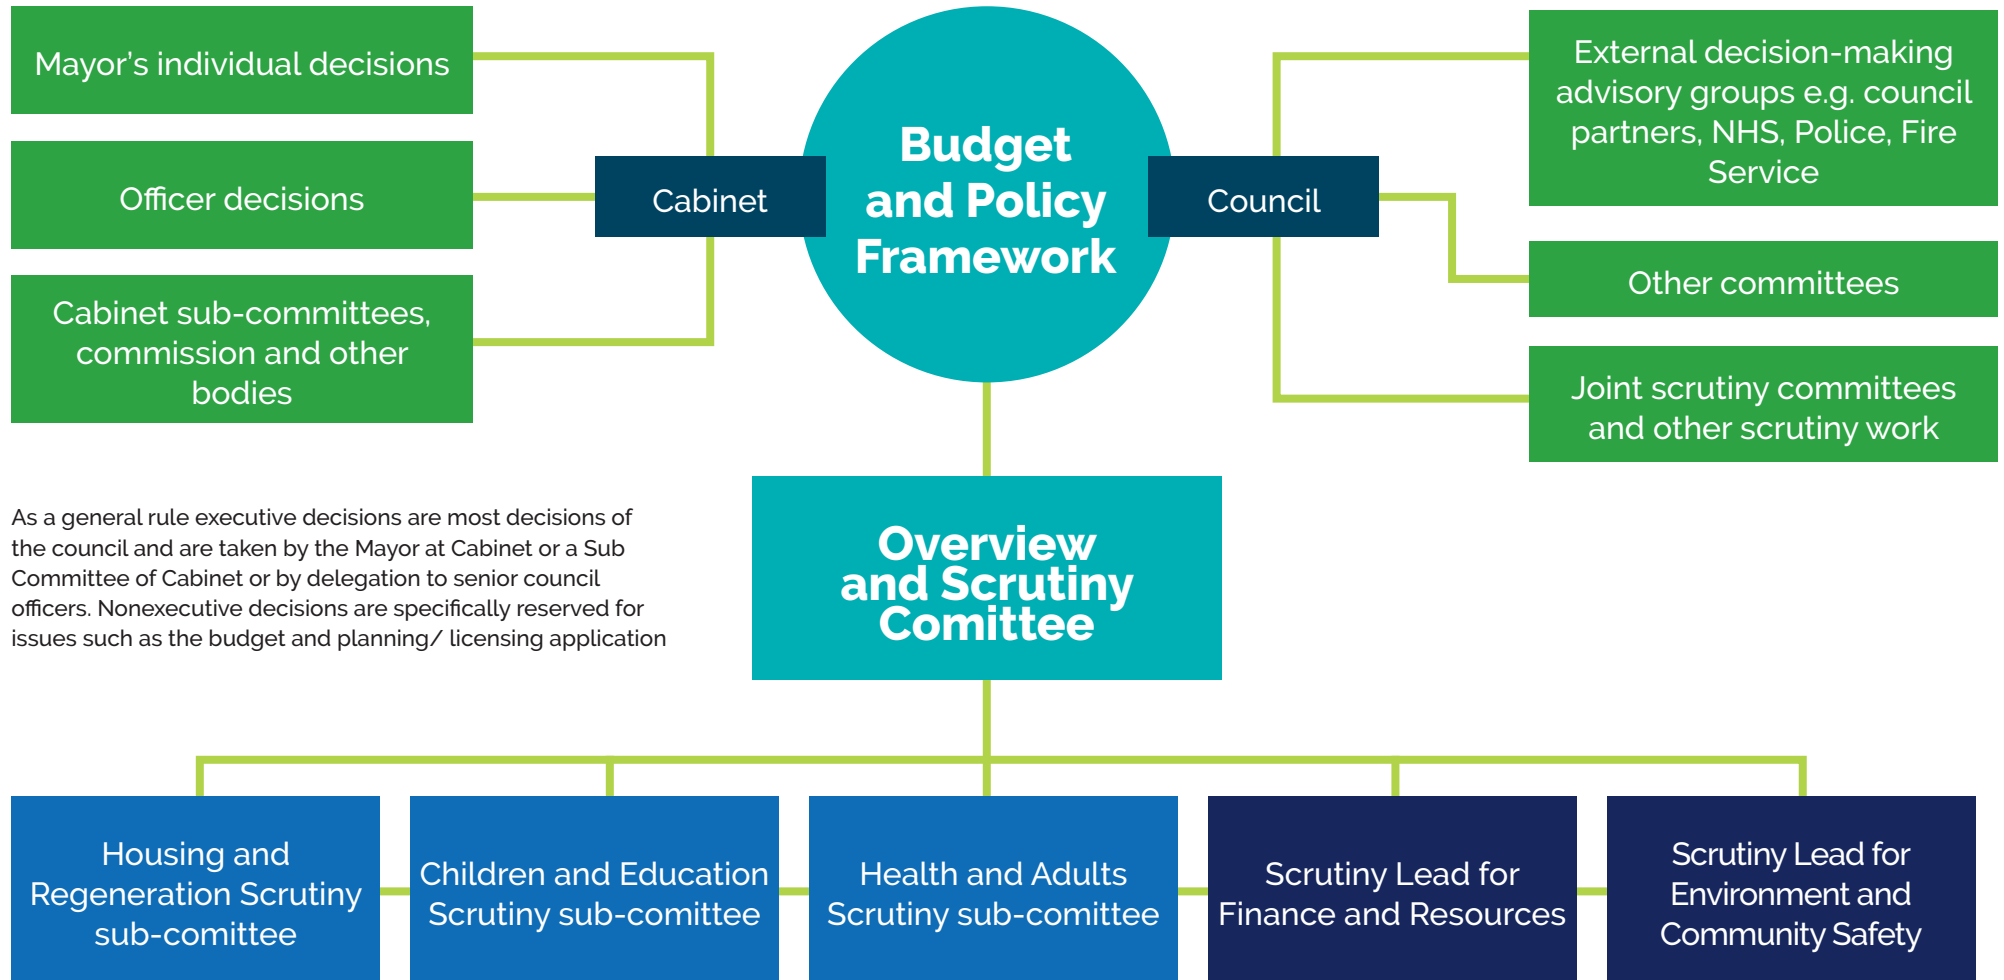 Mayor’s individual decisions
Officer decisions
Cabinet sub-committees,
commission and other
bodies
Cabinet
Budget
and Policy
Framework
Council
External decision-making
advisory groups e.g. council
partners, NHS, Police, Fire
Service
Other committees
Joint scrutiny committees
and other scrutiny work
As a general rule executive decisions are most decisions of
the council and are taken by the Mayor at Cabinet or a Sub
Committee of Cabinet or by delegation to senior council
officers. Nonexecutive decisions are specifically reserved for
issues such as the budget and planning/ licensing application
Overview
and Scrutiny
Comittee
Housing and
Regeneration Scrutiny
sub-comittee
Children and Education
Scrutiny sub-comittee
Health and Adults
Scrutiny sub-comittee
Scrutiny Lead for
Finance and Resources
Scrutiny Lead for
Environment and
Community Safety